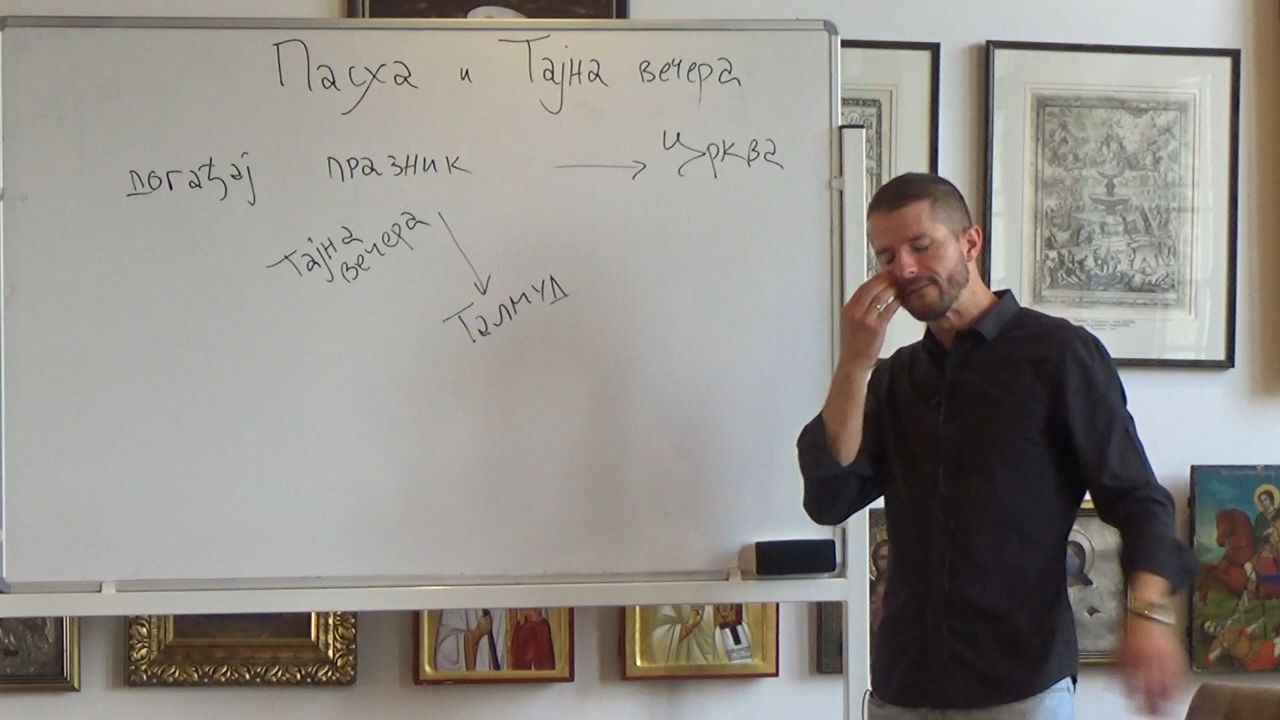 Пасха и Тајна вечера
догађај празник → Црква
Тајна
вечера
Талмуд